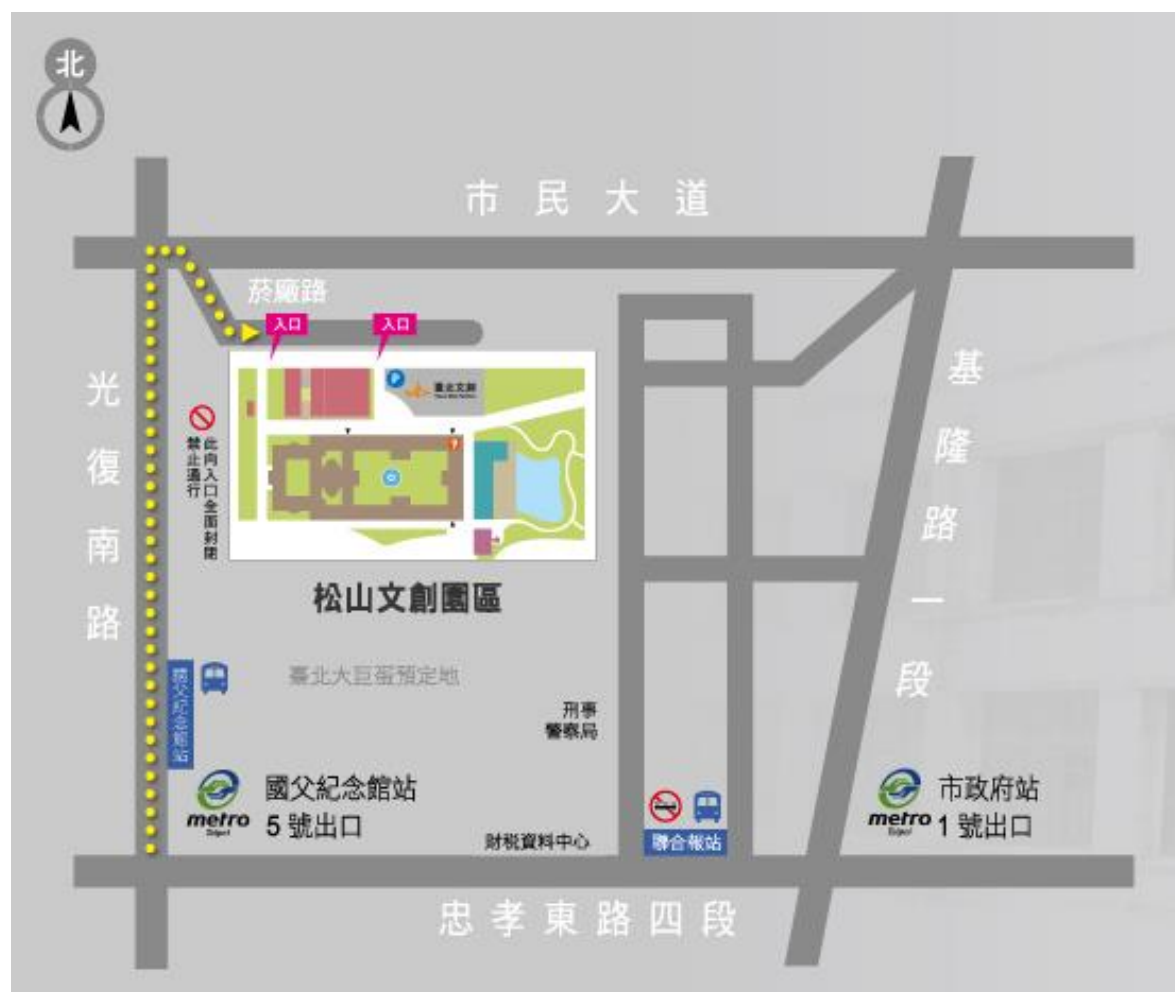 北
市民大道
菸廠路
入口
入口
P
臺北文創
光復南路
基隆路一段
此向入口全面封閉
禁止通行
松山文創園區
臺北大巨蛋預定地
國父紀念館站
刑事
警察局
metro
Taipei
國父紀念館站
5 號出口
財稅資料中心
聯合報站
metro
Taipei
市政府站
1 號出口
忠孝東路四段